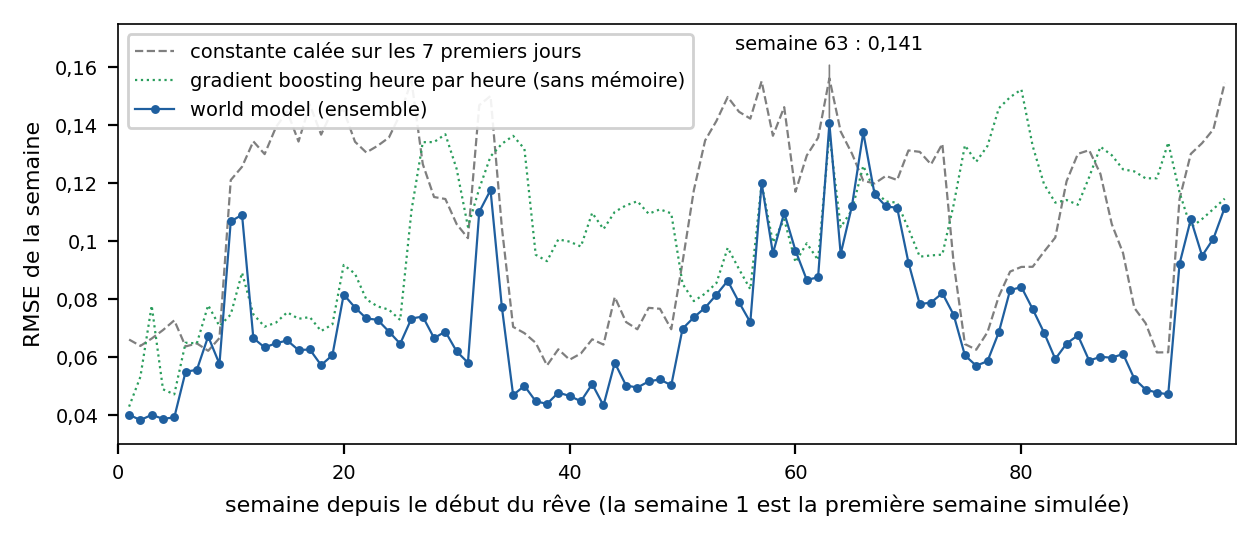 constante calée sur les 7 premiers jours
gradient boosting heure par heure (sans mémoire)
world model (ensemble)
semaine 63 : 0,141
RMSE de la semaine
0,16
0,14
0,12
0,1
0,08
0,06
0,04
0
20
40
60
80
semaine depuis le début du rêve (la semaine 1 est la première semaine simulée)